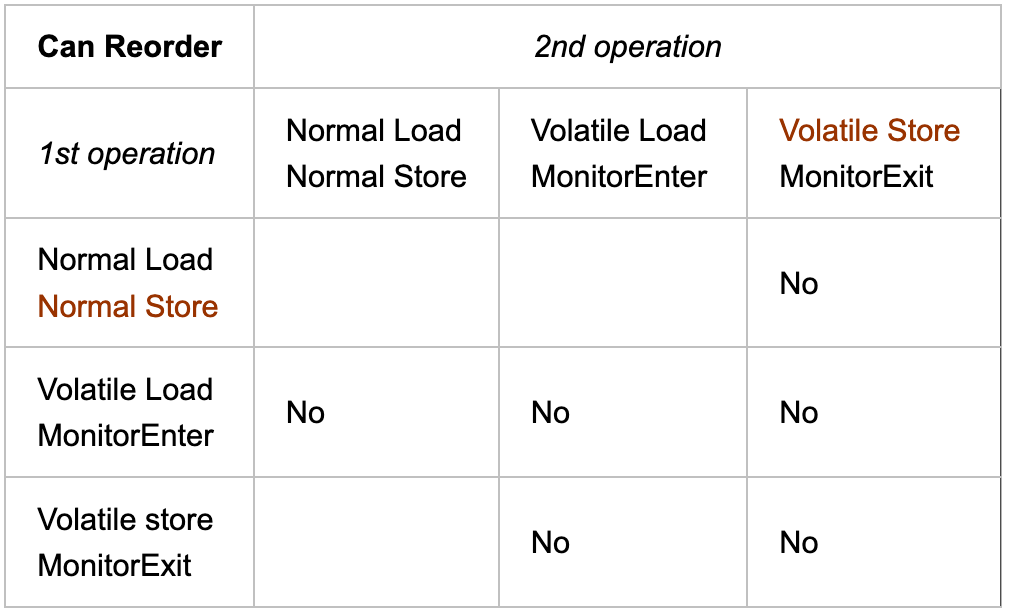 Can Reorder
2nd operation
1st operation
Normal Load
Normal Store
Volatile Load
MonitorEnter
Volatile Store
MonitorExit
Normal Load
Normal Store
No
Volatile Load
MonitorEnter
No
No
No
Volatile store
MonitorExit
No
No